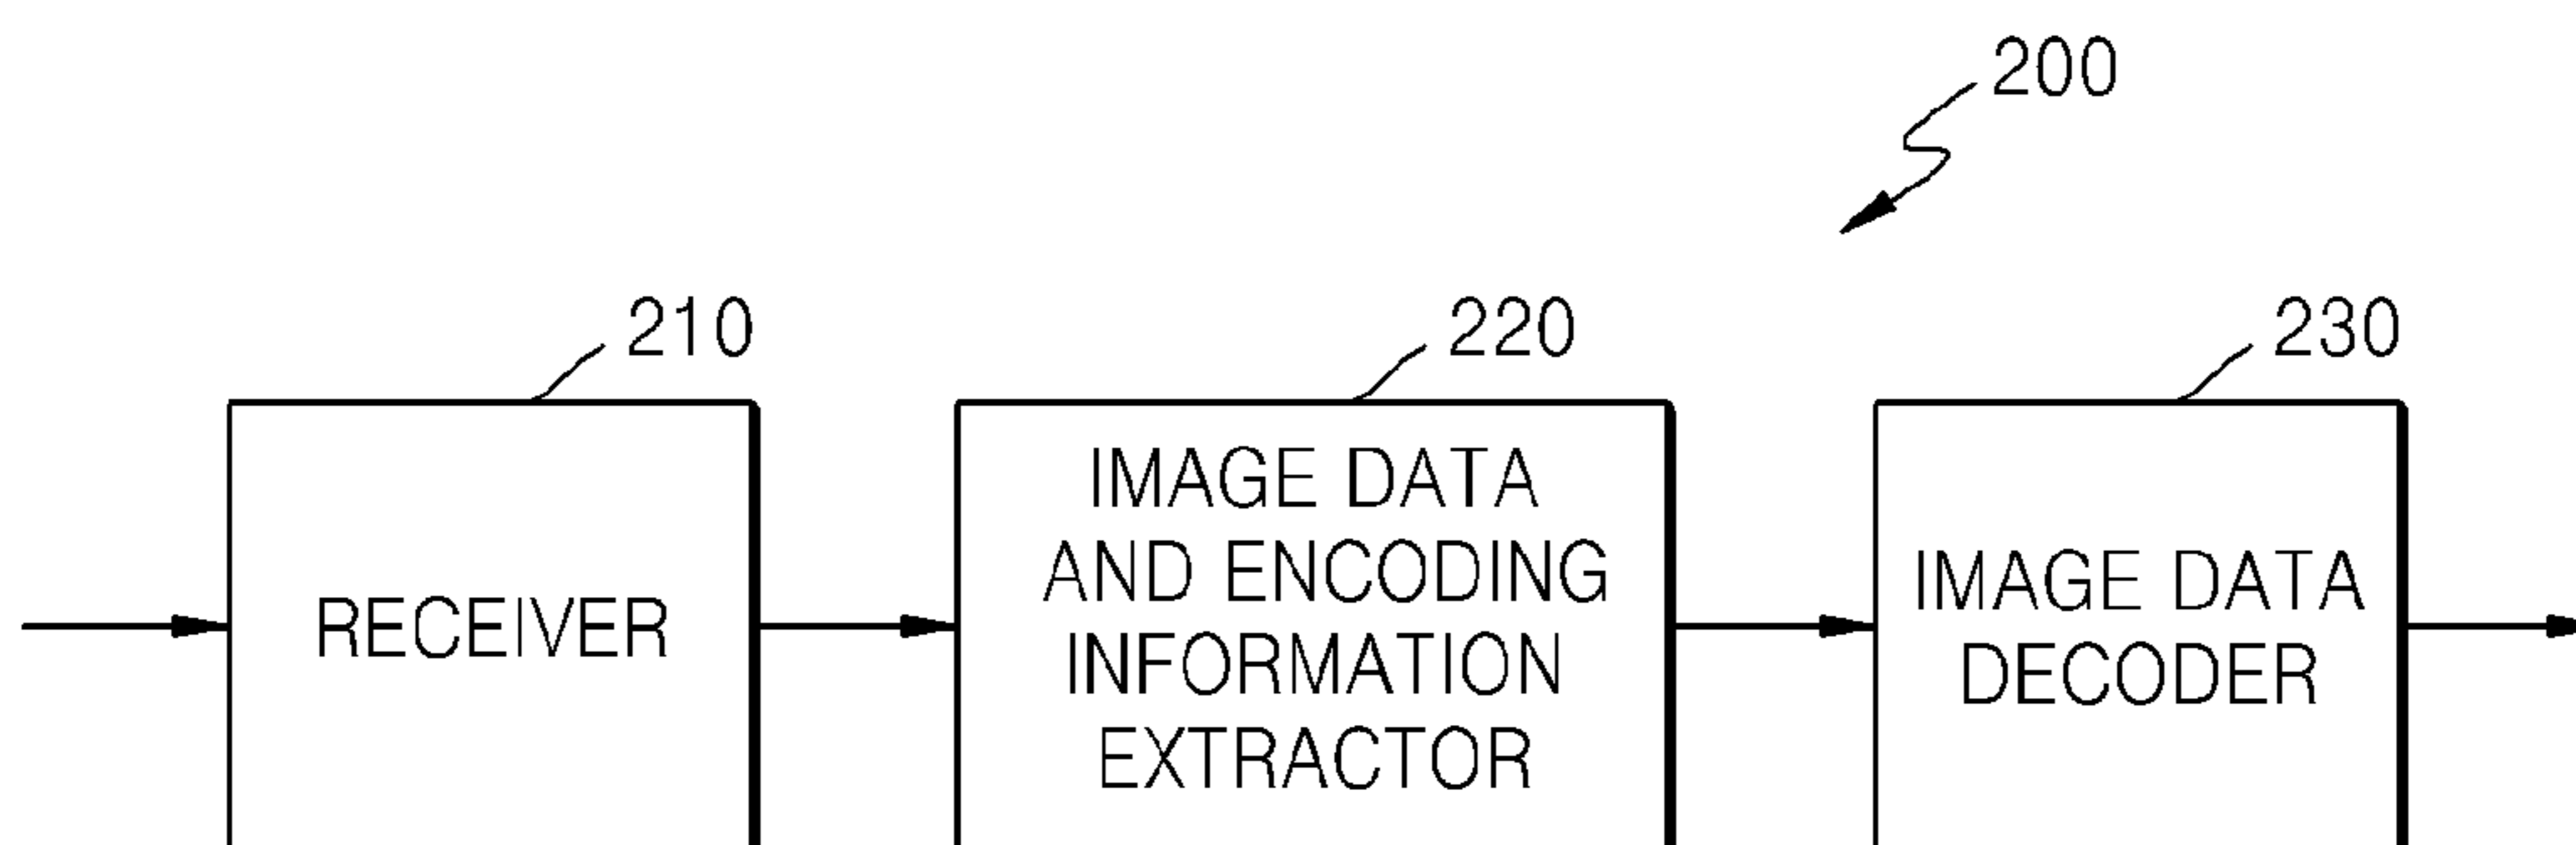 200
210
220
230
RECEIVER
IMAGE DATA
AND ENCODING
INFORMATION
EXTRACTOR
IMAGE DATA
DECODER